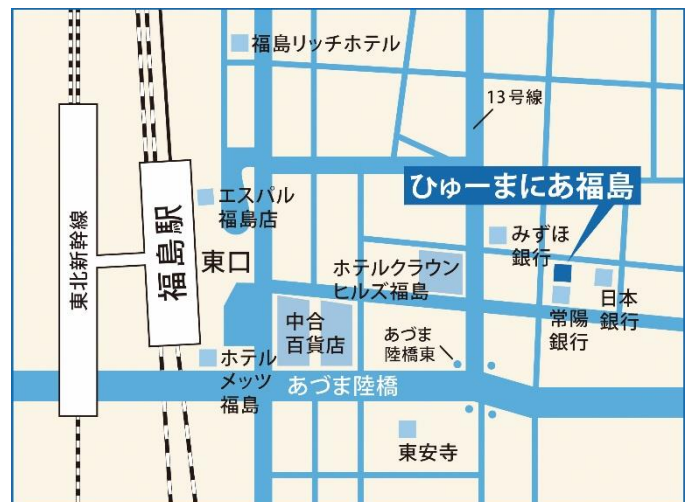 福島リッチホテル
13号線
ひゅーまにあ福島
エスパル
福島店
みずほ
銀行
東北新幹線
福島駅
東口
ホテルクラウン
ヒルズ福島
日本
銀行
常陽
銀行
中合
百貨店
あづま
陸橋東
ホテル
メッツ
福島
あづま陸橋
東安寺